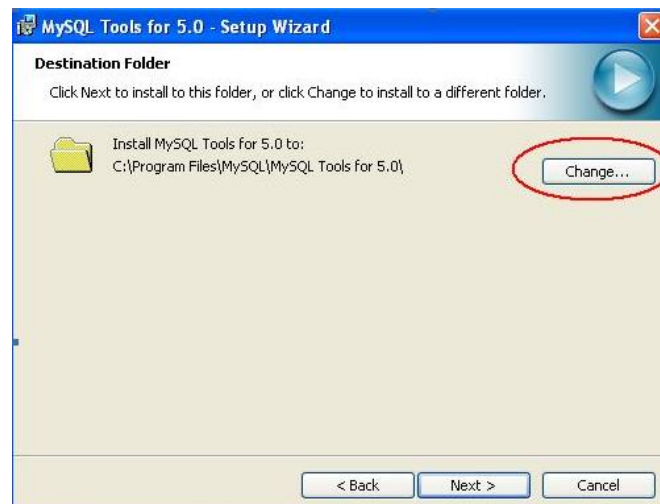 MySQL Tools for 5.0 - Setup Wizard
Destination Folder
Click Next to install to this folder, or click Change to install to a different folder.
Install MySQL Tools for 5.0 to:
C:\Program Files\MySQL\MySQL Tools for 5.0\
Change...
< Back Next > Cancel